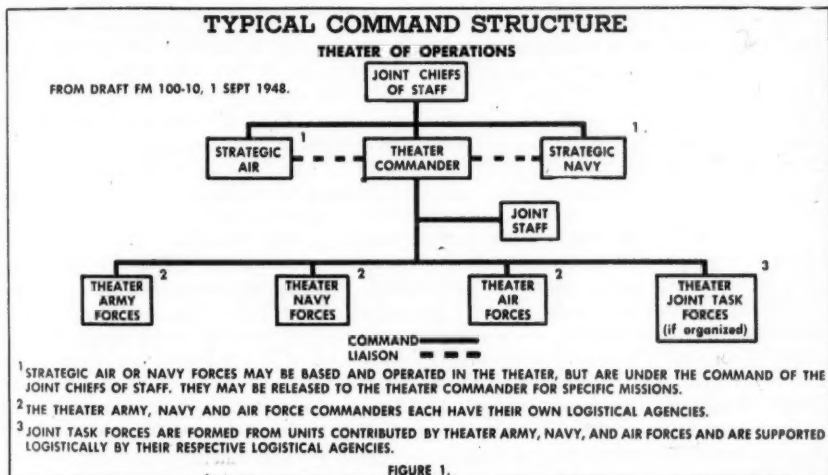 TYPICAL COMMAND STRUCTURE
THEATER OF OPERATIONS
FROM DRAFT FM 100-10, 1 SEPT 1948.
JOINT CHIEFS
OF STAFF
STRATEGIC
AIR
1
THEATER
COMMANDER
STRATEGIC
NAVY
1
JOINT
STAFF
THEATER
ARMY
FORCES
2
THEATER
NAVY
FORCES
2
THEATER
AIR
FORCES
2
THEATER
JOINT TASK
FORCES
(if organized)
3
COMMAND
LIAISON
1 STRATEGIC AIR OR NAVY FORCES MAY BE BASED AND OPERATED IN THE THEATER, BUT ARE UNDER THE COMMAND OF THE
JOINT CHIEFS OF STAFF. THEY MAY BE RELEASED TO THE THEATER COMMANDER FOR SPECIFIC MISSIONS.
2 THE THEATER ARMY, NAVY AND AIR FORCE COMMANDERS EACH HAVE THEIR OWN LOGISTICAL AGENCIES.
3 JOINT TASK FORCES ARE FORMED FROM UNITS CONTRIBUTED BY THEATER ARMY, NAVY, AND AIR FORCES AND ARE SUPPORTED
LOGISTICALLY BY THEIR RESPECTIVE LOGISTICAL AGENCIES.
FIGURE 1.